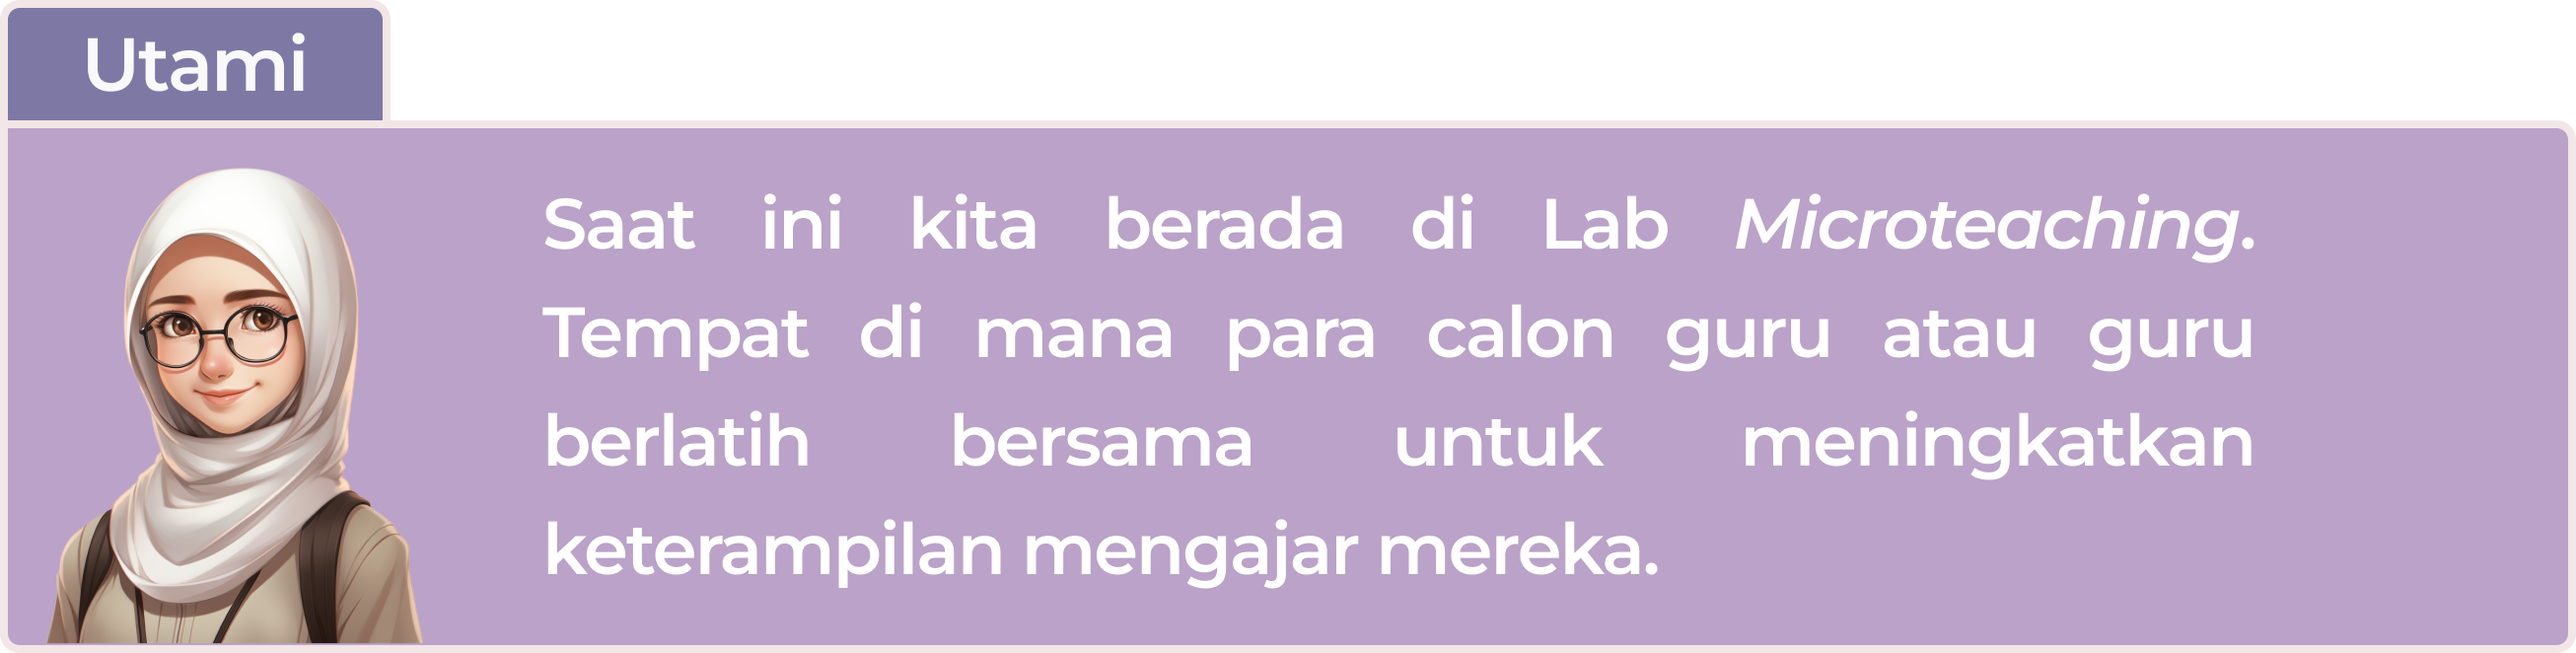 Utami
Saat ini kita berada di Lab Microteaching.
Tempat di mana para calon guru atau guru
berlatih bersama untuk meningkatkan
keterampilan mengajar mereka.